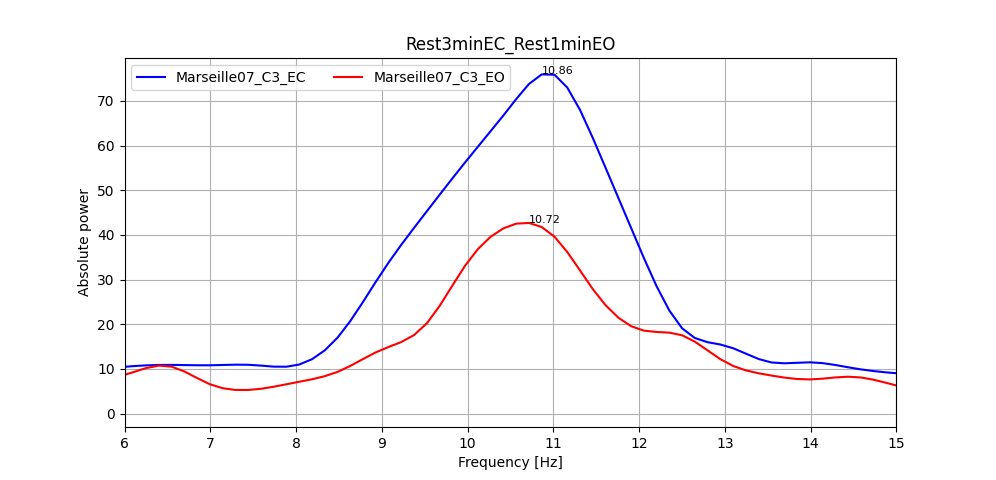 Rest3minEC_Rest1minEO
Marseille07_C3_EC
Marseille07_C3_EO
10.86
10.72
Absolute power
70
60
50
40
30
20
10
0
6 7 8 9 10 11 12 13 14 15
Frequency [Hz]